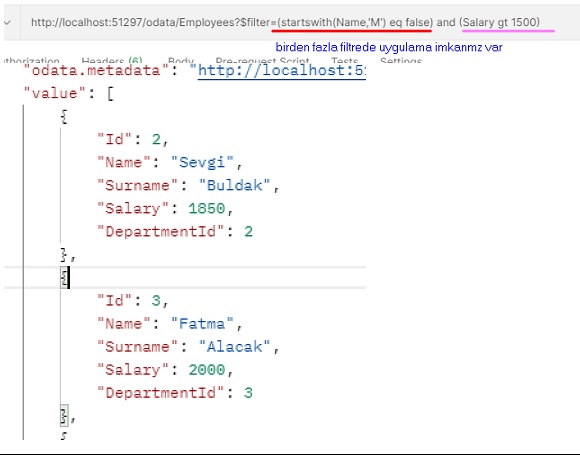 http://localhost:51297/odata/Employees?$filter=(startswith(Name,'M') eq false) and (Salary gt 1500)
birden fazla filtrede uygulama imkanmz var
Headers (6) Body Pre-request Script Tests Settings
"odata.metadata": "http://localhost:5
"value": [
{
"Id": 2,
"Name": "Sevgi",
"Surname": "Buldak",
"Salary": 1850,
"DepartmentId": 2
},
{
"Id": 3,
"Name": "Fatma",
"Surname": "Alacak",
"Salary": 2000,
"DepartmentId": 3
},
{